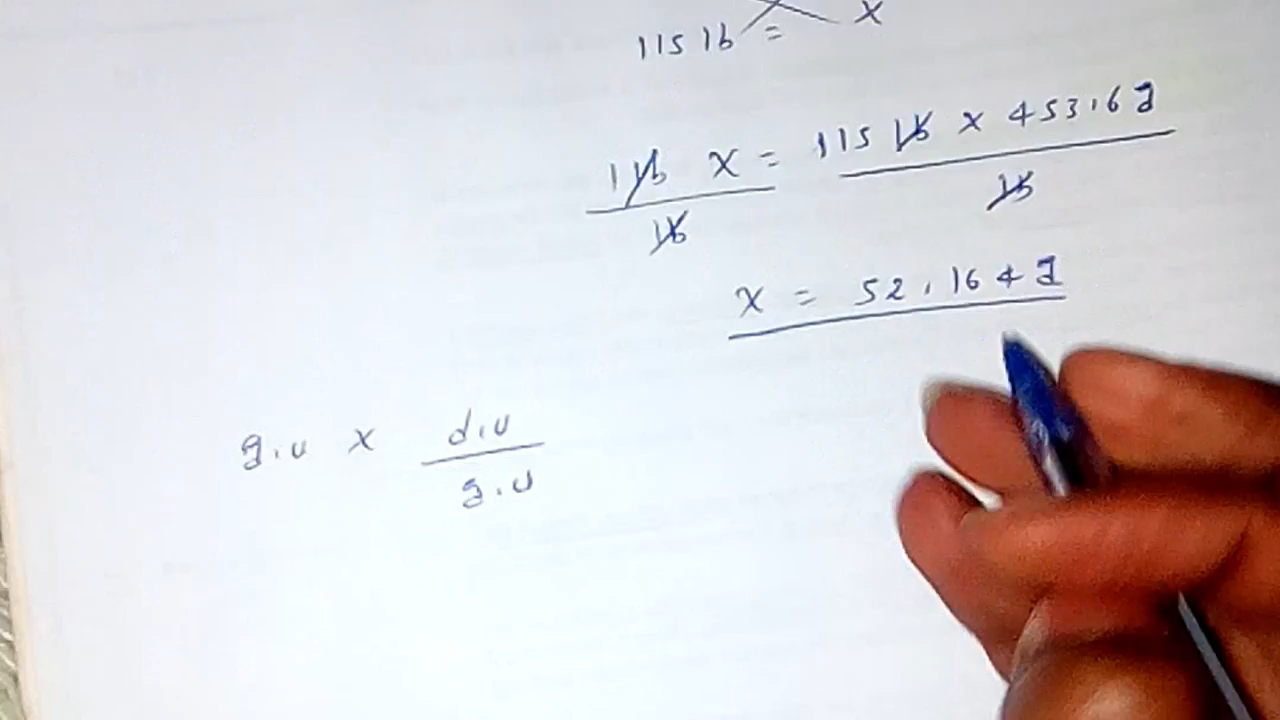 115 lb = x
1 lb x = 115 lb x 453.6 g
lb lb
x = 52.164 g
g.u x d.u
g.u